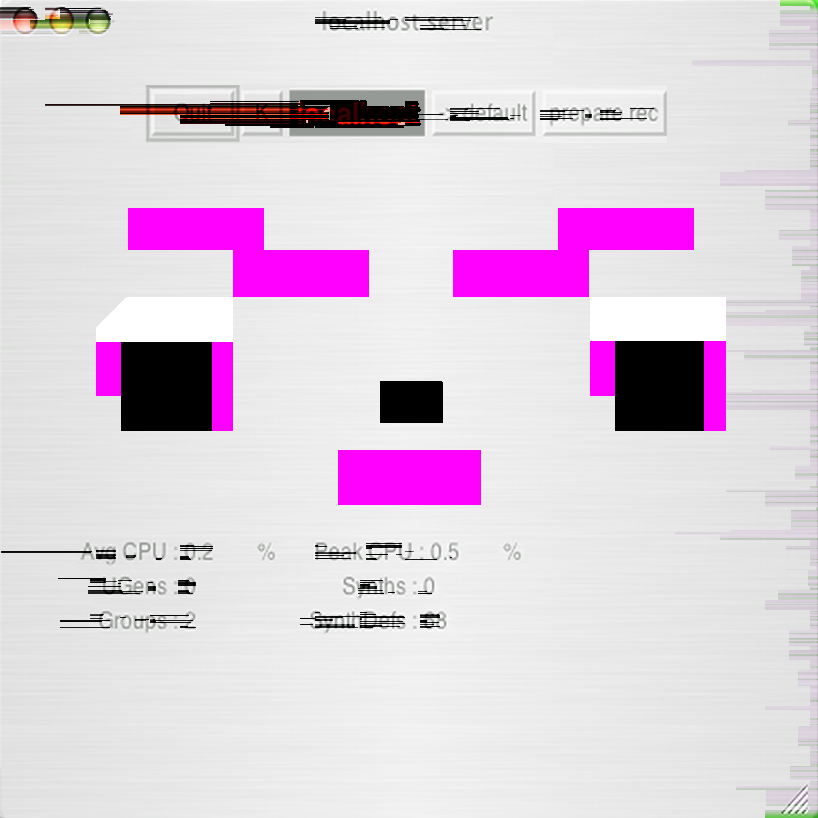 localhost server
Quit K localhost -> default prepare rec
Avg CPU : 0.2 % Peak CPU : 0.5 %
UGens : 0 Synths : 0
Groups : 2 SynthDefs : 63